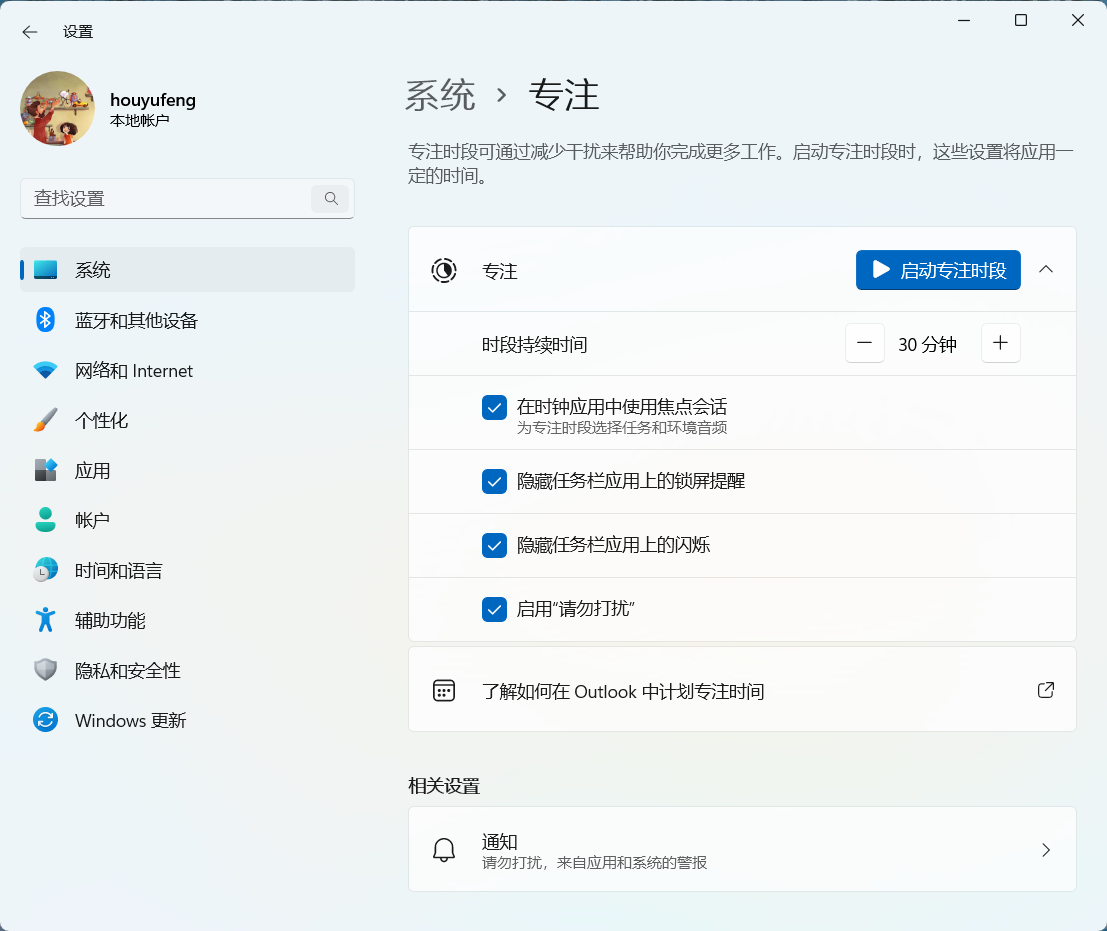 设置
houyufeng
本地帐户
查找设置
系统
蓝牙和其他设备
网络和 Internet
个性化
应用
帐户
时间和语言
辅助功能
隐私和安全性
Windows 更新
系统 › 专注
专注时段可通过减少干扰来帮助你完成更多工作。启动专注时段时，这些设置将应用一
定的时间。
专注
启动专注时段
时段持续时间
30 分钟
在时钟应用中使用焦点会话
为专注时段选择任务和环境音频
隐藏任务栏应用上的锁屏提醒
隐藏任务栏应用上的闪烁
启用“请勿打扰”
了解如何在 Outlook 中计划专注时间
相关设置
通知
请勿打扰，来自应用和系统的警报